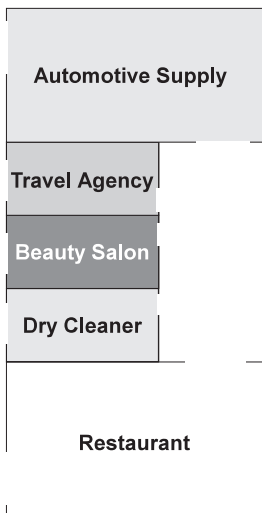 Automotive Supply
Travel Agency
Beauty Salon
Dry Cleaner
Restaurant